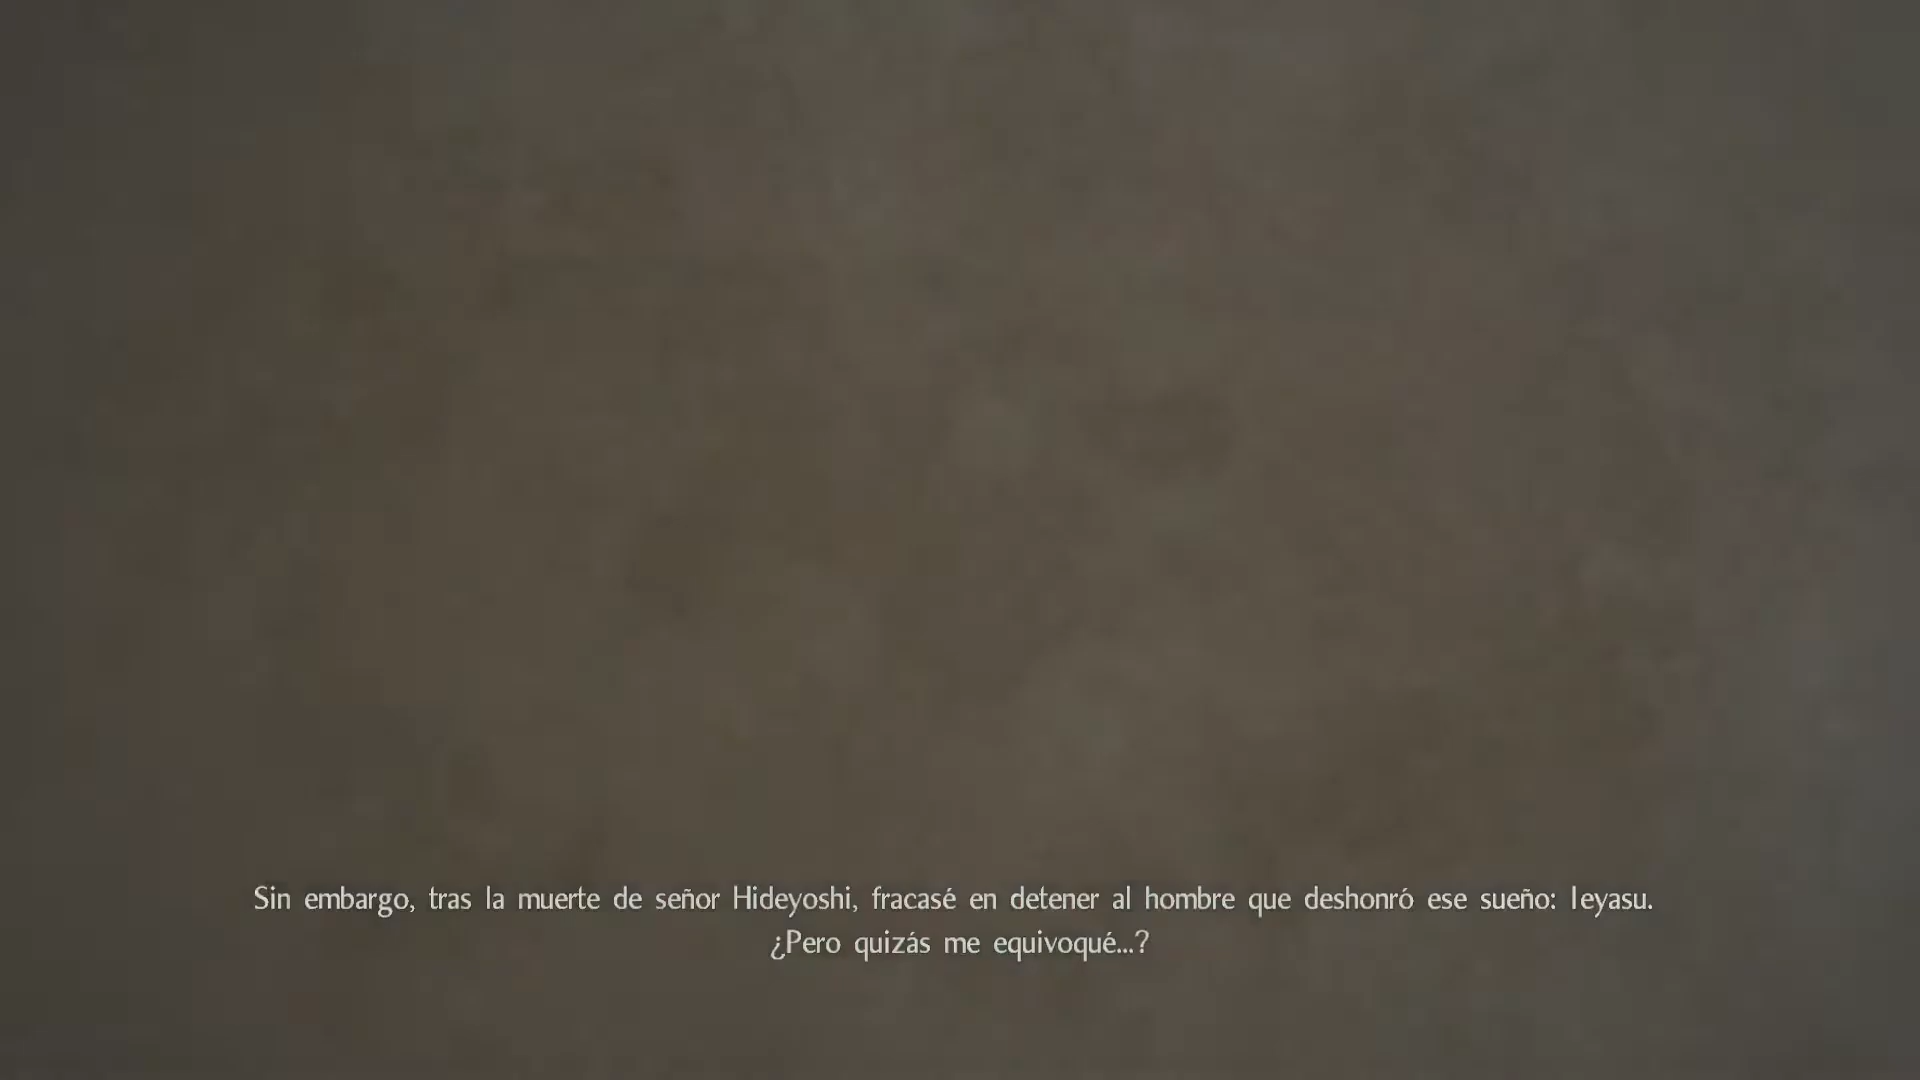 Sin embargo, tras la muerte de señor Hideyoshi, fracasé en detener al hombre que deshonró ese sueño: Ieyasu.
¿Pero quizás me equivoqué...?